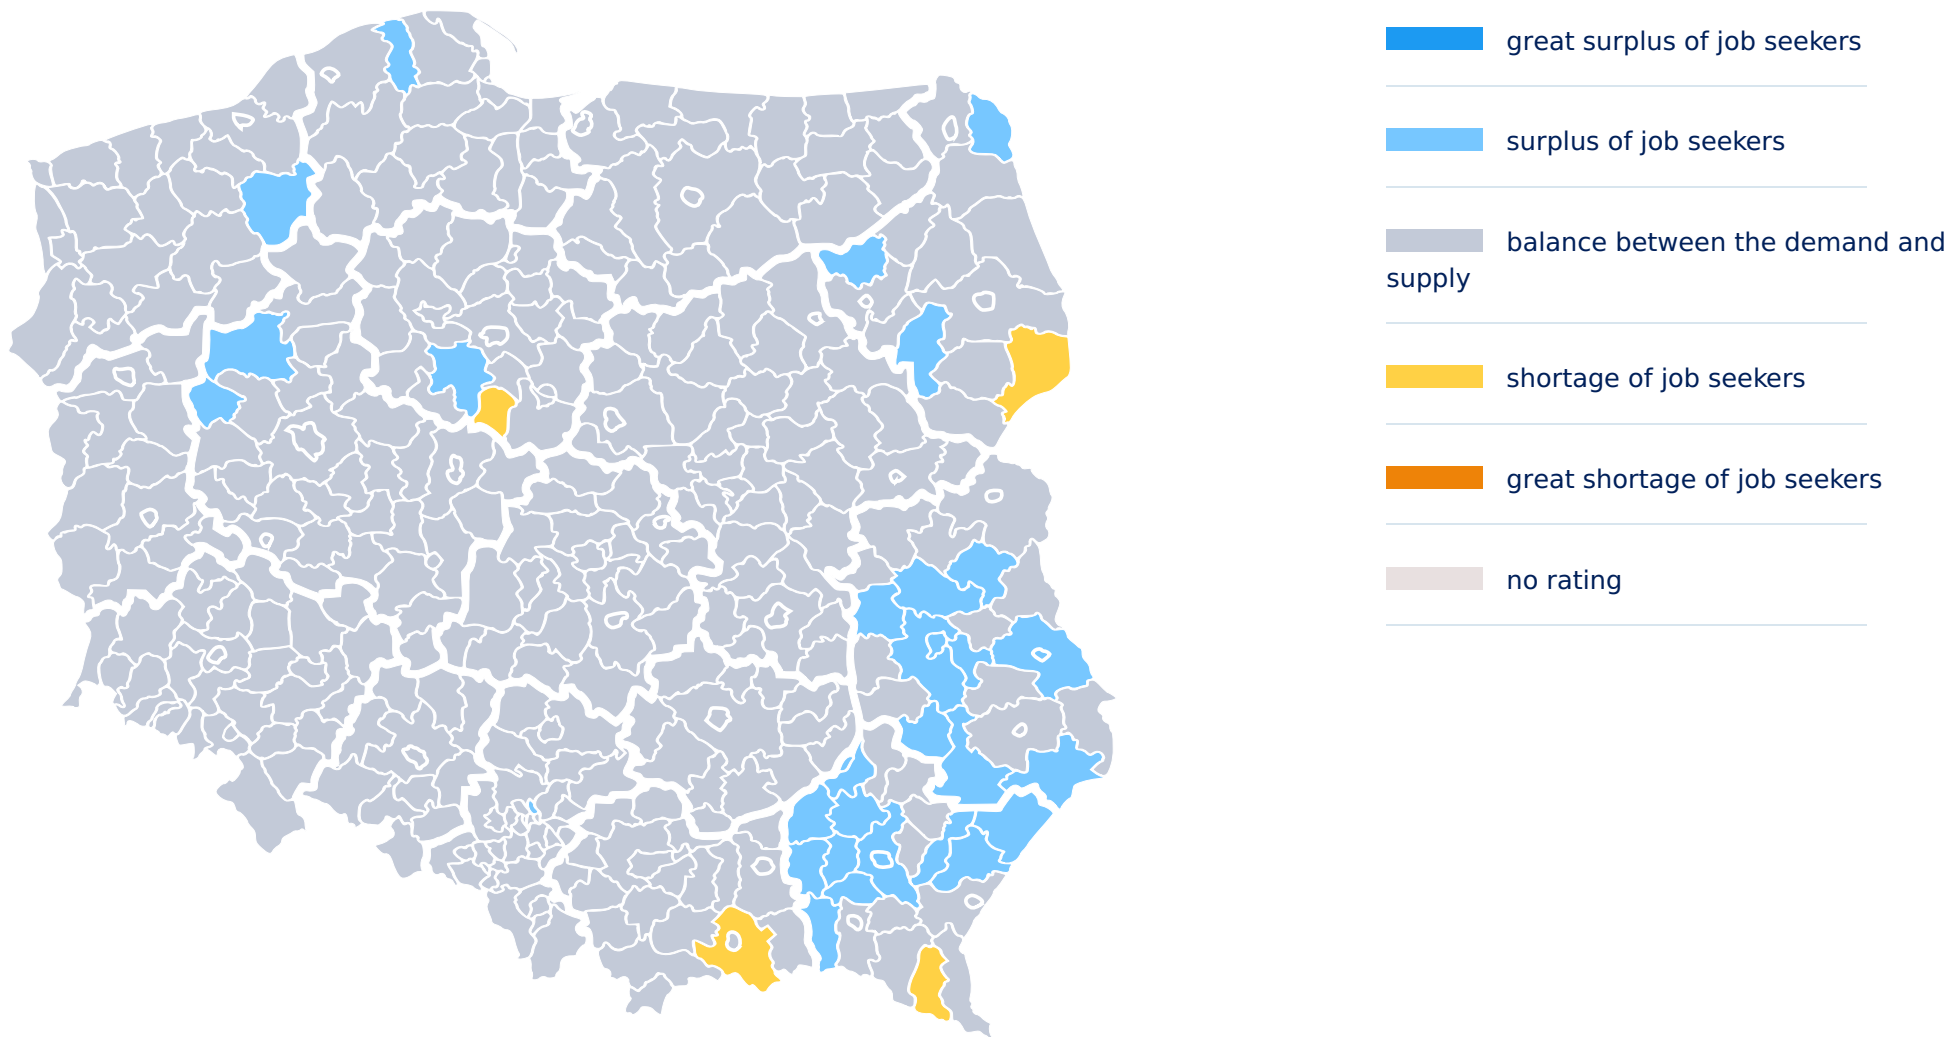 great surplus of job seekers
surplus of job seekers
balance between the demand and
supply
shortage of job seekers
great shortage of job seekers
no rating